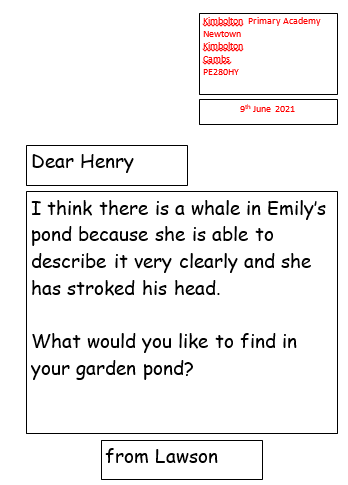 Kimbolton Primary Academy
Newtown
Kimbolton
Cambs
PE280HY
9th June 2021
Dear Henry
I think there is a whale in Emily's
pond because she is able to
describe it very clearly and she
has stroked his head.
What would you like to find in
your garden pond?
from Lawson